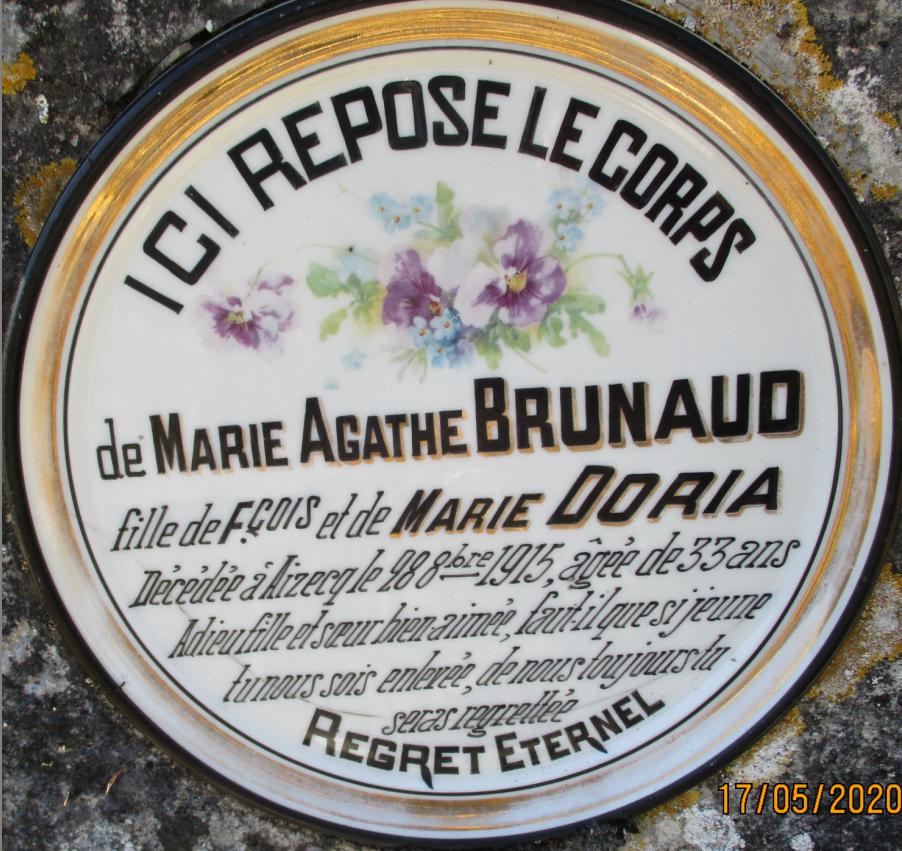 ICI REPOSE LE CORPS
de MARIE AGATHE BRUNAUD
fille de F.ÇOIS et de MARIE DORIA
Décédée à Aizecq le 28 8bre 1915, âgée de 33 ans
Adieu fille et sœur bien-aimée, faut-il que si jeune
tu nous sois enlevée, de nous toujours tu
seras regrettée
REGRET ETERNEL
17/05/2020